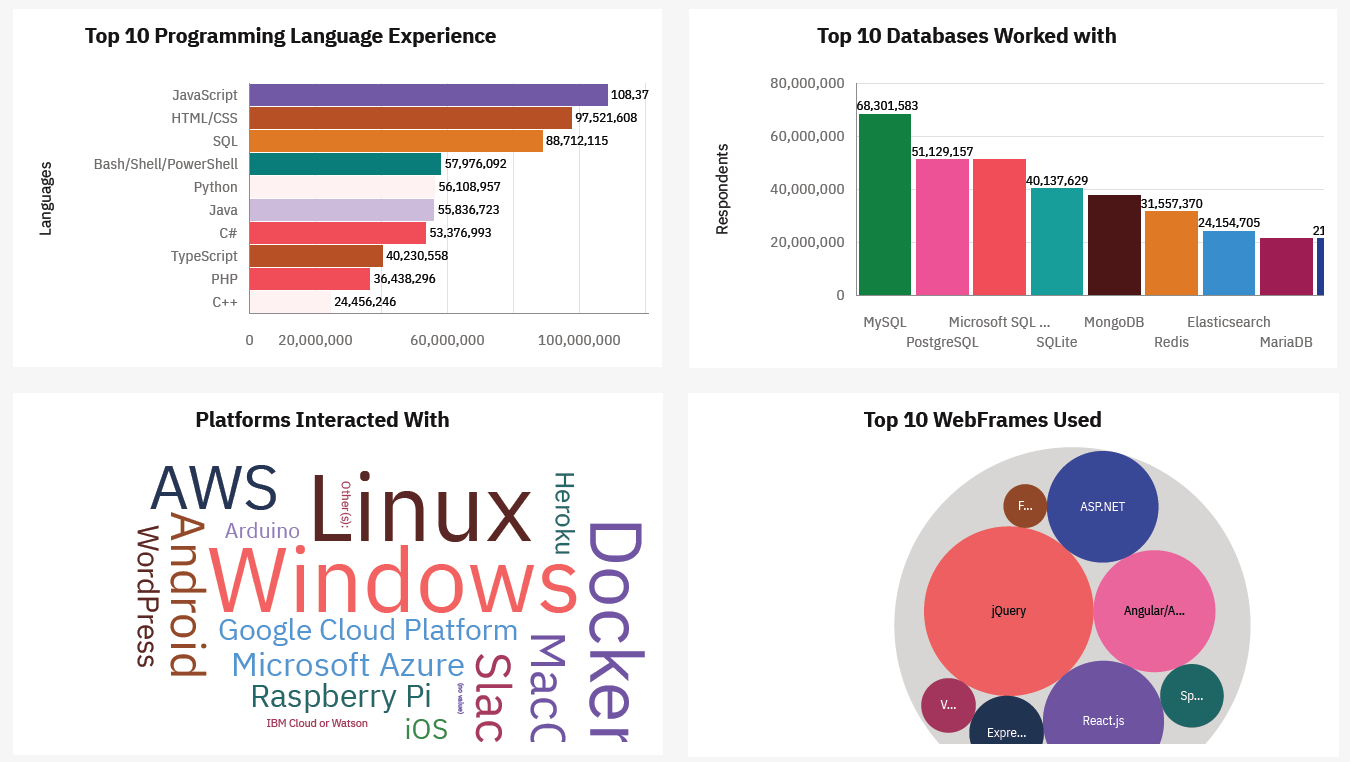 Top 10 Programming Language Experience
Languages
JavaScript
108,37
HTML/CSS
97,521,608
SQL
88,712,115
Bash/Shell/PowerShell
57,976,092
Python
56,108,957
Java
55,836,723
C#
53,376,993
TypeScript
40,230,558
PHP
36,438,296
C++
24,456,246
0 20,000,000 60,000,000 100,000,000
Top 10 Databases Worked with
Respondents
80,000,000
60,000,000
40,000,000
20,000,000
0
68,301,583
51,129,157
40,137,629
31,557,370
24,154,705
21
MySQL Microsoft SQL ... MongoDB Elasticsearch
PostgreSQL SQLite Redis MariaDB
Platforms Interacted With
AWS
Linux
Other(s):
Heroku
Arduino
WordPress
Android
Windows
Docker
Google Cloud Platform
Microsoft Azure
Slac
MacO
Raspberry Pi
(no value)
IBM Cloud or Watson
iOS
Top 10 WebFrames Used
F...
ASP.NET
jQuery
Angular/A...
V...
Expre...
React.js
Sp...